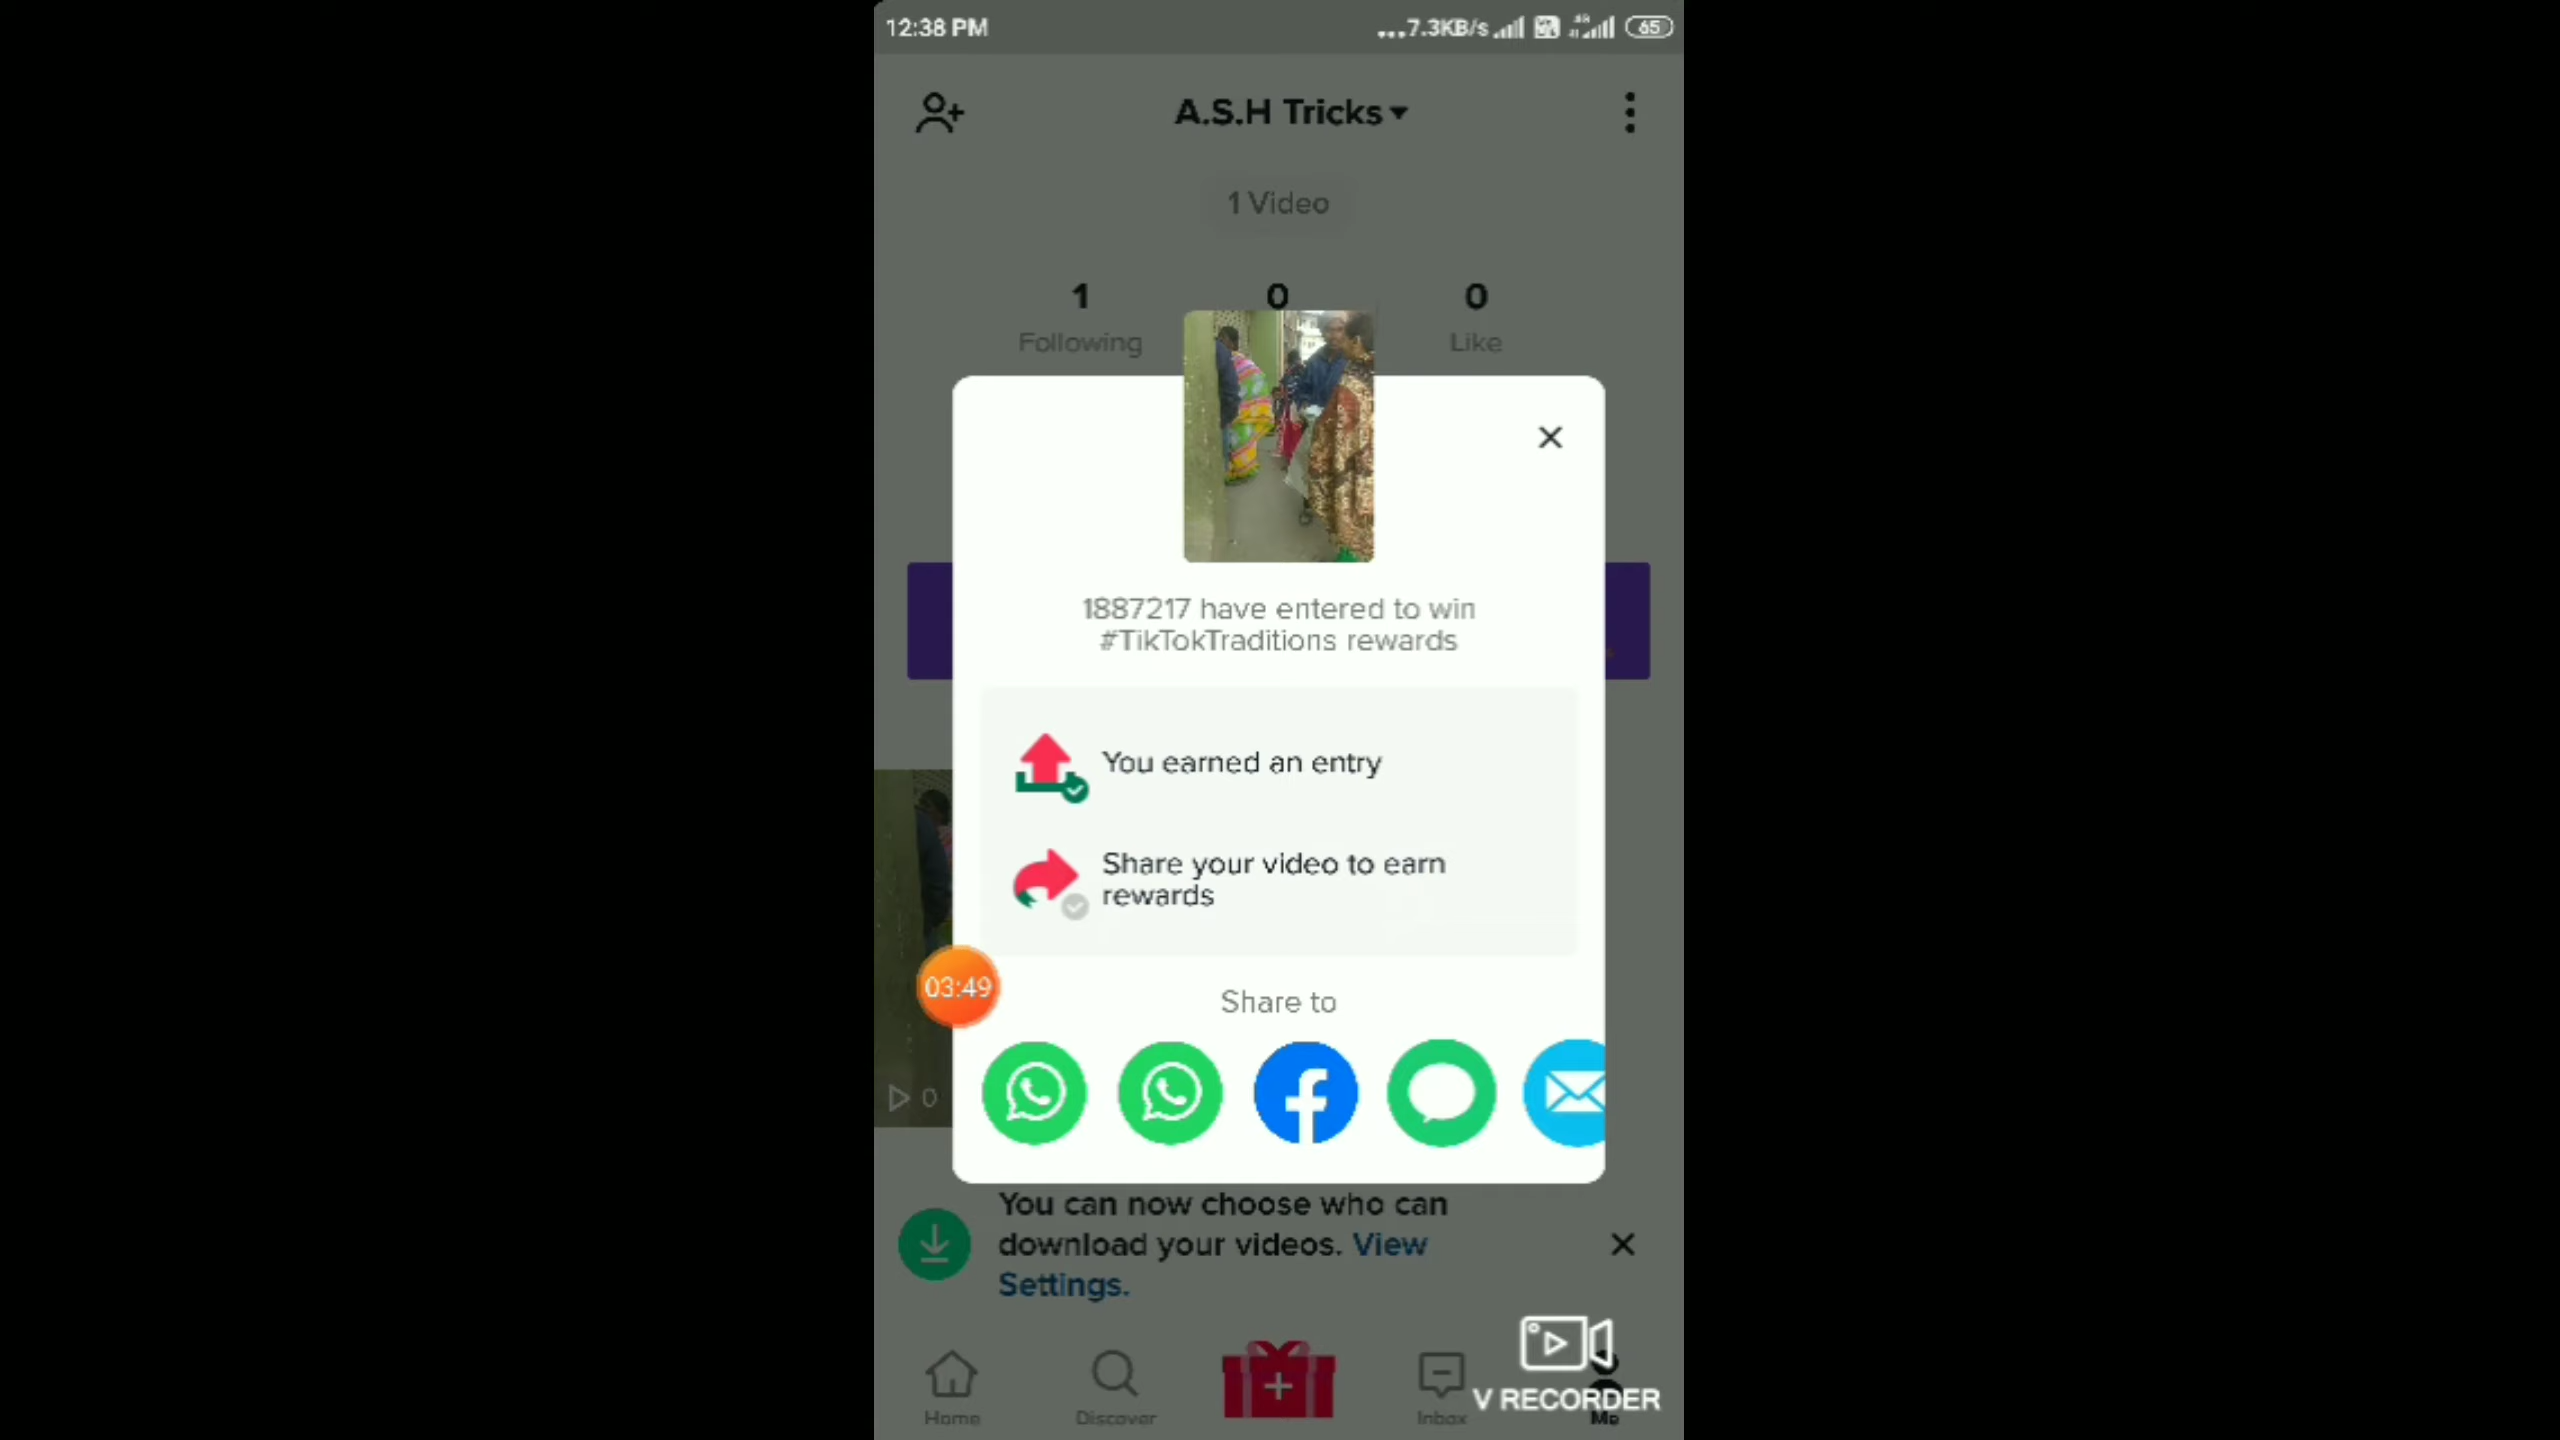 12:38 PM
...7.3KB/s
65
A.S.H Tricks
1 Video
1
0
0
Following
Like
1887217 have entered to win
#TikTokTraditions rewards
You earned an entry
Share your video to earn
rewards
03:49
Share to
0
You can now choose who can
download your videos. View
Settings.
V RECORDER
Home
Discover
Inbox
Me